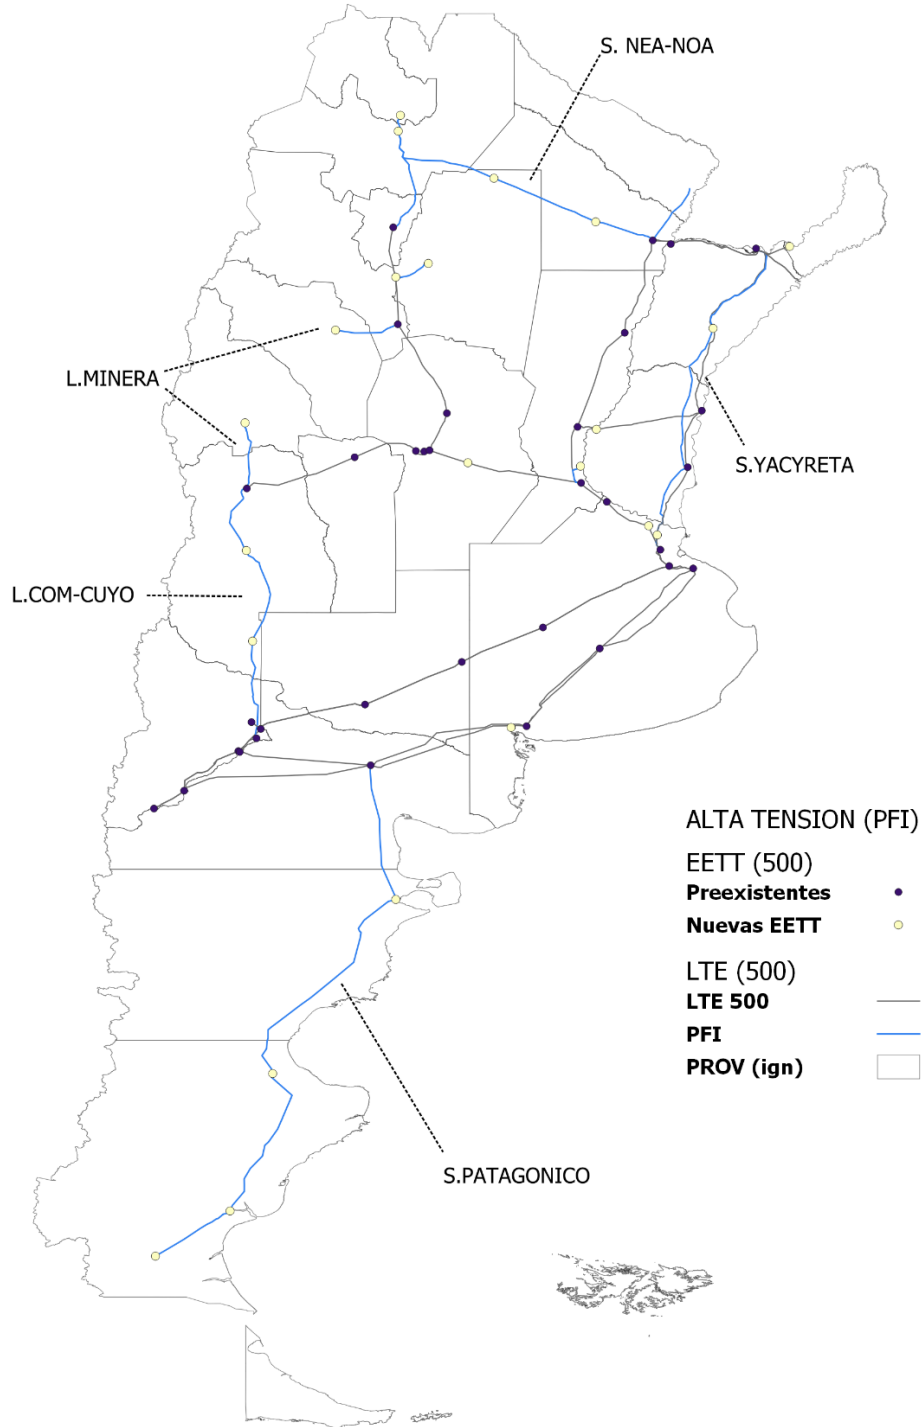 S. NEA-NOA
L.MINERA
S.YACYRETA
L.COM-CUYO
ALTA TENSION (PFI)
EETT (500)
Preexistentes
Nuevas EETT
LTE (500)
LTE 500
PFI
PROV (ign)
S.PATAGONICO